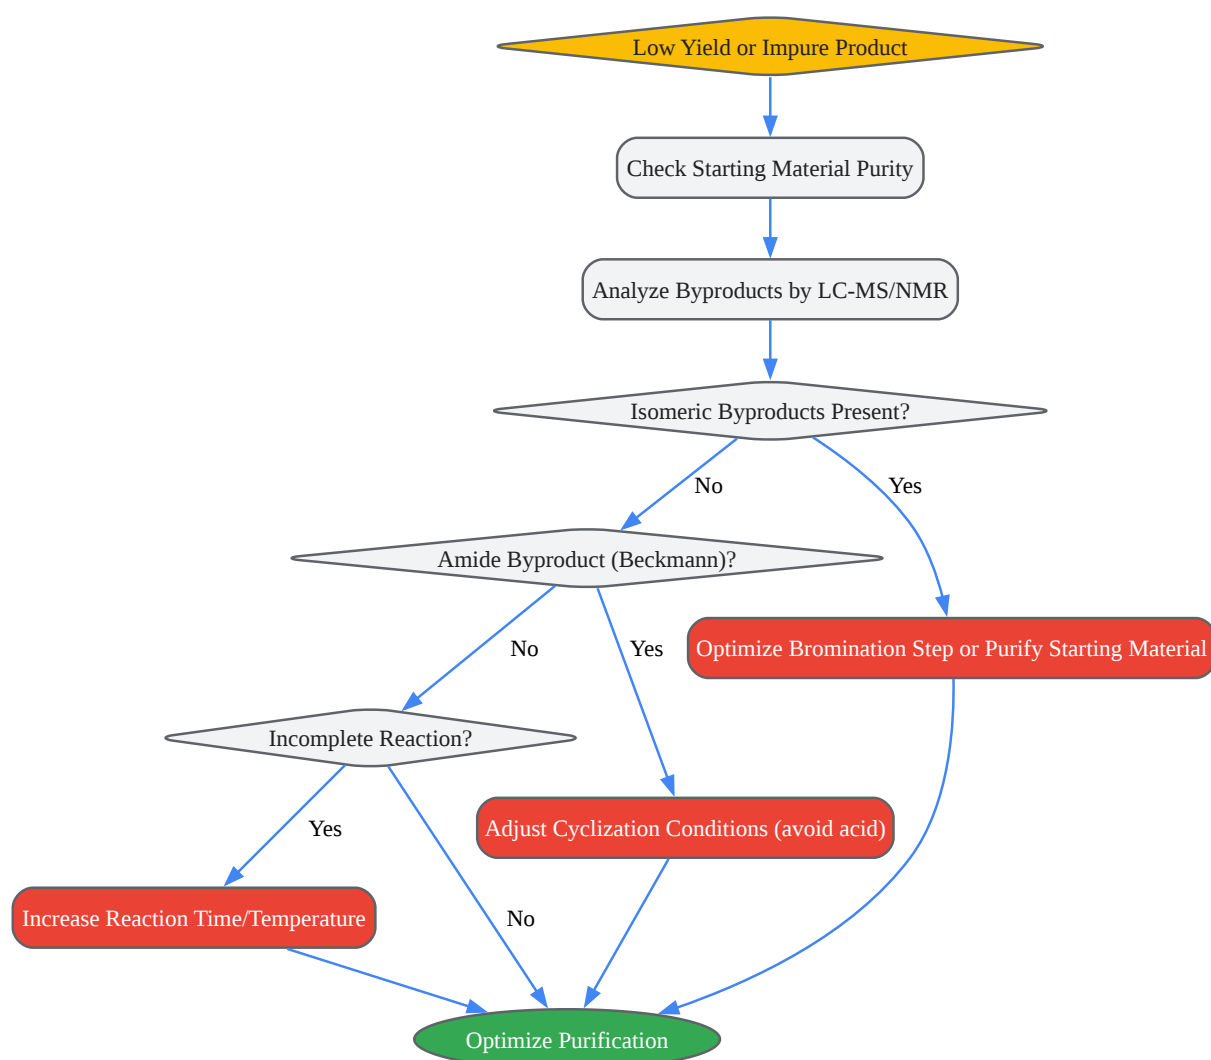 Low Yield or Impure Product
Check Starting Material Purity
Analyze Byproducts by LC-MS/NMR
Isomeric Byproducts Present?
No
Yes
Amide Byproduct (Beckmann)?
No
Yes
Optimize Bromination Step or Purify Starting Material
Incomplete Reaction?
Yes
Adjust Cyclization Conditions (avoid acid)
Increase Reaction Time/Temperature
No
Optimize Purification